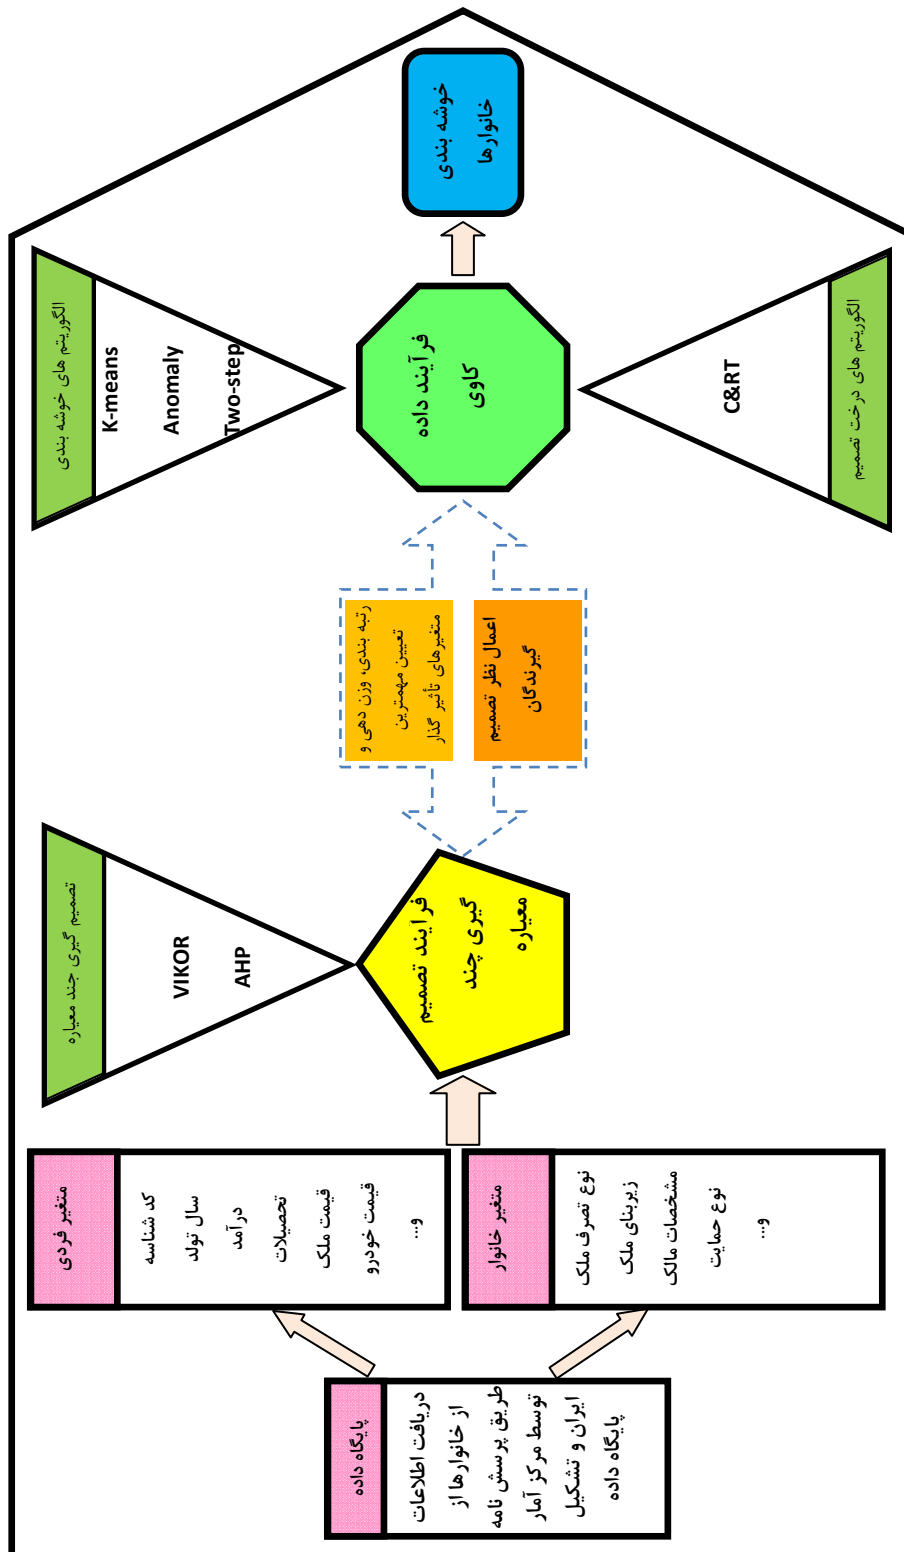 پایگاه داده
دریافت اطلاعات
از خانوارها از
طریق پرسش نامه
توسط مرکز آمار
ایران و تشکیل
پایگاه داده
متغیر فردی
کد شناسه
سال تولد
درآمد
تحصیلات
قیمت ملک
قیمت خودرو
و...
متغیر خانوار
نوع تصرف ملک
زیربنای ملک
مشخصات مالک
نوع حمایت
و...
تصمیم گیری چند معیاره
VIKOR
AHP
فرآیند تصمیم
گیری چند
معیاره
رتبه بندی، وزن دهی و
تعیین مهمترین
متغیرهای تأثیر گذار
اعمال نظر تصمیم
گیرندگان
الگوریتم های خوشه بندی
K-means
Anomaly
Two-step
فرآیند داده
کاوی
C&RT
الگوریتم های درخت تصمیم
خوشه بندی
خانوارها